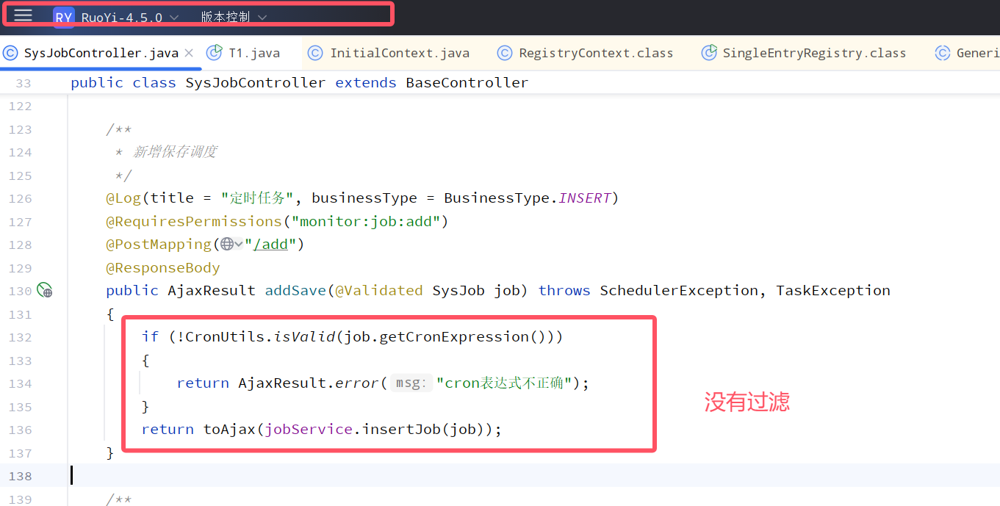 RY RuoYi-4.5.0 版本控制
SysJobController.java T1.java InitialContext.java RegistryContext.class SingleEntryRegistry.class Generi
33 public class SysJobController extends BaseController
122
123 /**
124 * 新增保存调度
125 */
126 @Log(title = "定时任务", businessType = BusinessType.INSERT)
127 @RequiresPermissions("monitor:job:add")
128 @PostMapping("/add")
129 @ResponseBody
130 public AjaxResult addSave(@Validated SysJob job) throws SchedulerException, TaskException
131 {
132 if (!CronUtils.isValid(job.getCronExpression()))
133 {
134 return AjaxResult.error( msg: "cron表达式不正确");
135 }
没有过滤
136 return toAjax(jobService.insertJob(job));
137 }
138
139 /**